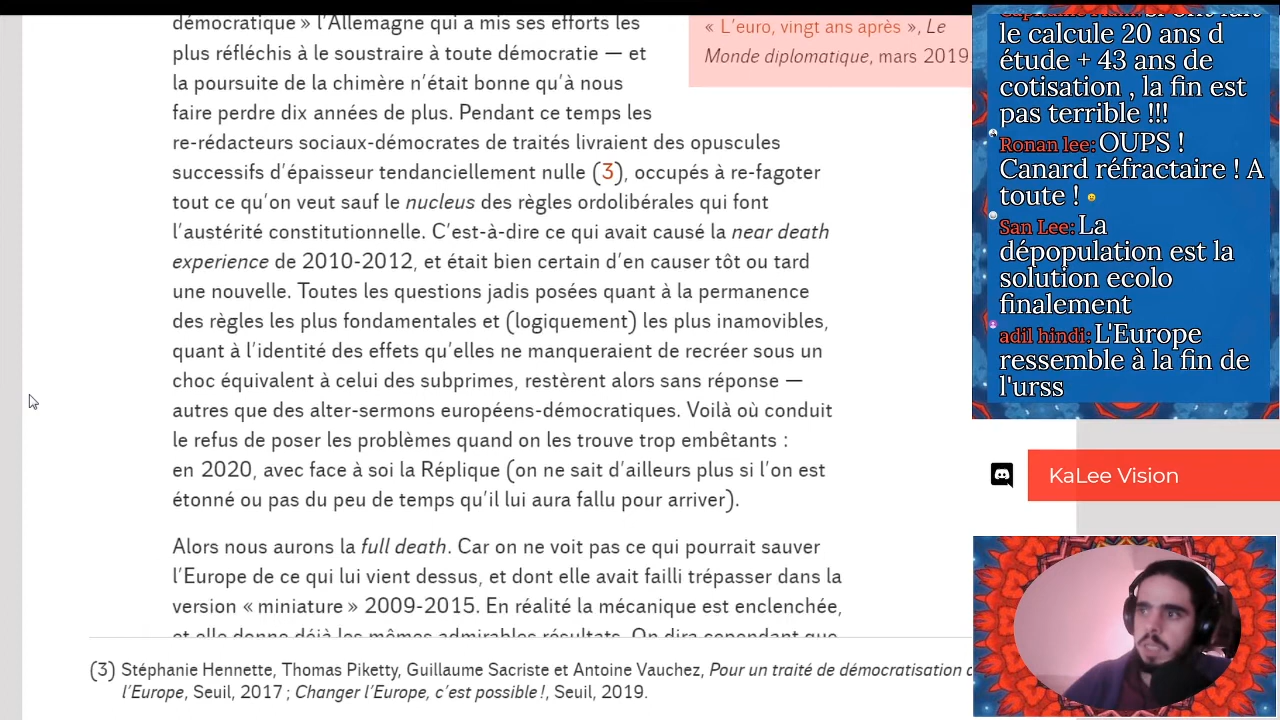 démocratique » l'Allemagne qui a mis ses efforts les
plus réfléchis à le soustraire à toute démocratie — et
la poursuite de la chimère n'était bonne qu'à nous
faire perdre dix années de plus. Pendant ce temps les
re-rédacteurs sociaux-démocrates de traités livraient des opuscules
successifs d'épaisseur tendanciellement nulle (3), occupés à re-fagoter
tout ce qu'on veut sauf le nucleus des règles ordolibérales qui font
l'austérité constitutionnelle. C'est-à-dire ce qui avait causé la near death
experience de 2010-2012, et était bien certain d'en causer tôt ou tard
une nouvelle. Toutes les questions jadis posées quant à la permanence
des règles les plus fondamentales et (logiquement) les plus inamovibles,
quant à l'identité des effets qu'elles ne manqueraient de recréer sous un
choc équivalent à celui des subprimes, restèrent alors sans réponse —
autres que des alter-sermons européens-démocratiques. Voilà où conduit
le refus de poser les problèmes quand on les trouve trop embêtants :
en 2020, avec face à soi la Réplique (on ne sait d'ailleurs plus si l'on est
étonné ou pas du peu de temps qu'il lui aura fallu pour arriver).
Alors nous aurons la full death. Car on ne voit pas ce qui pourrait sauver
l'Europe de ce qui lui vient dessus, et dont elle avait failli trépasser dans la
version « miniature » 2009-2015. En réalité la mécanique est enclenchée,
et elle donne déjà les mêmes admirables résultats. On dira cependant que
(3) Stéphanie Hennette, Thomas Piketty, Guillaume Sacriste et Antoine Vauchez, Pour un traité de démocratisation
l'Europe, Seuil, 2017 ; Changer l'Europe, c'est possible !, Seuil, 2019.
« L'euro, vingt ans après », Le
Monde diplomatique, mars 2019.
le calcule 20 ans d
étude + 43 ans de
cotisation , la fin est
pas terrible !!!
Ronan lee: OUPS !
Canard réfractaire ! A
toute !
San Lee: La
dépopulation est la
solution ecolo
finalement
adil hindi: L'Europe
ressemble à la fin de
l'urss
KaLee Vision